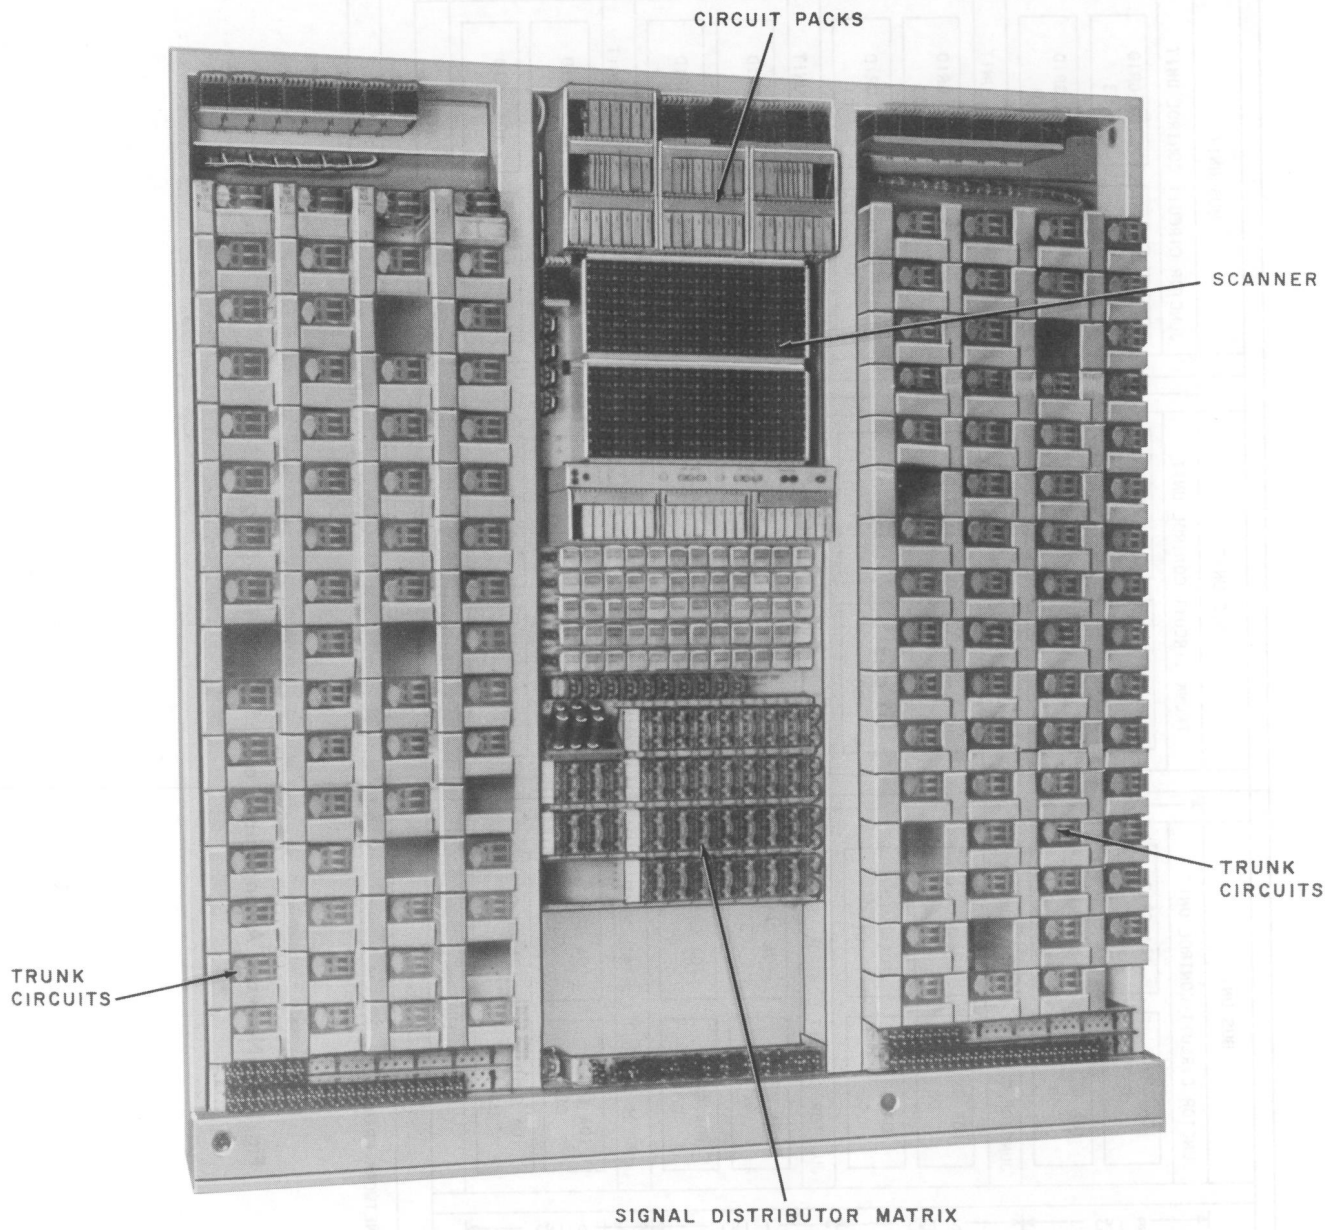 CIRCUIT PACKS
SCANNER
TRUNK
CIRCUITS
TRUNK
CIRCUITS
SIGNAL DISTRIBUTOR MATRIX